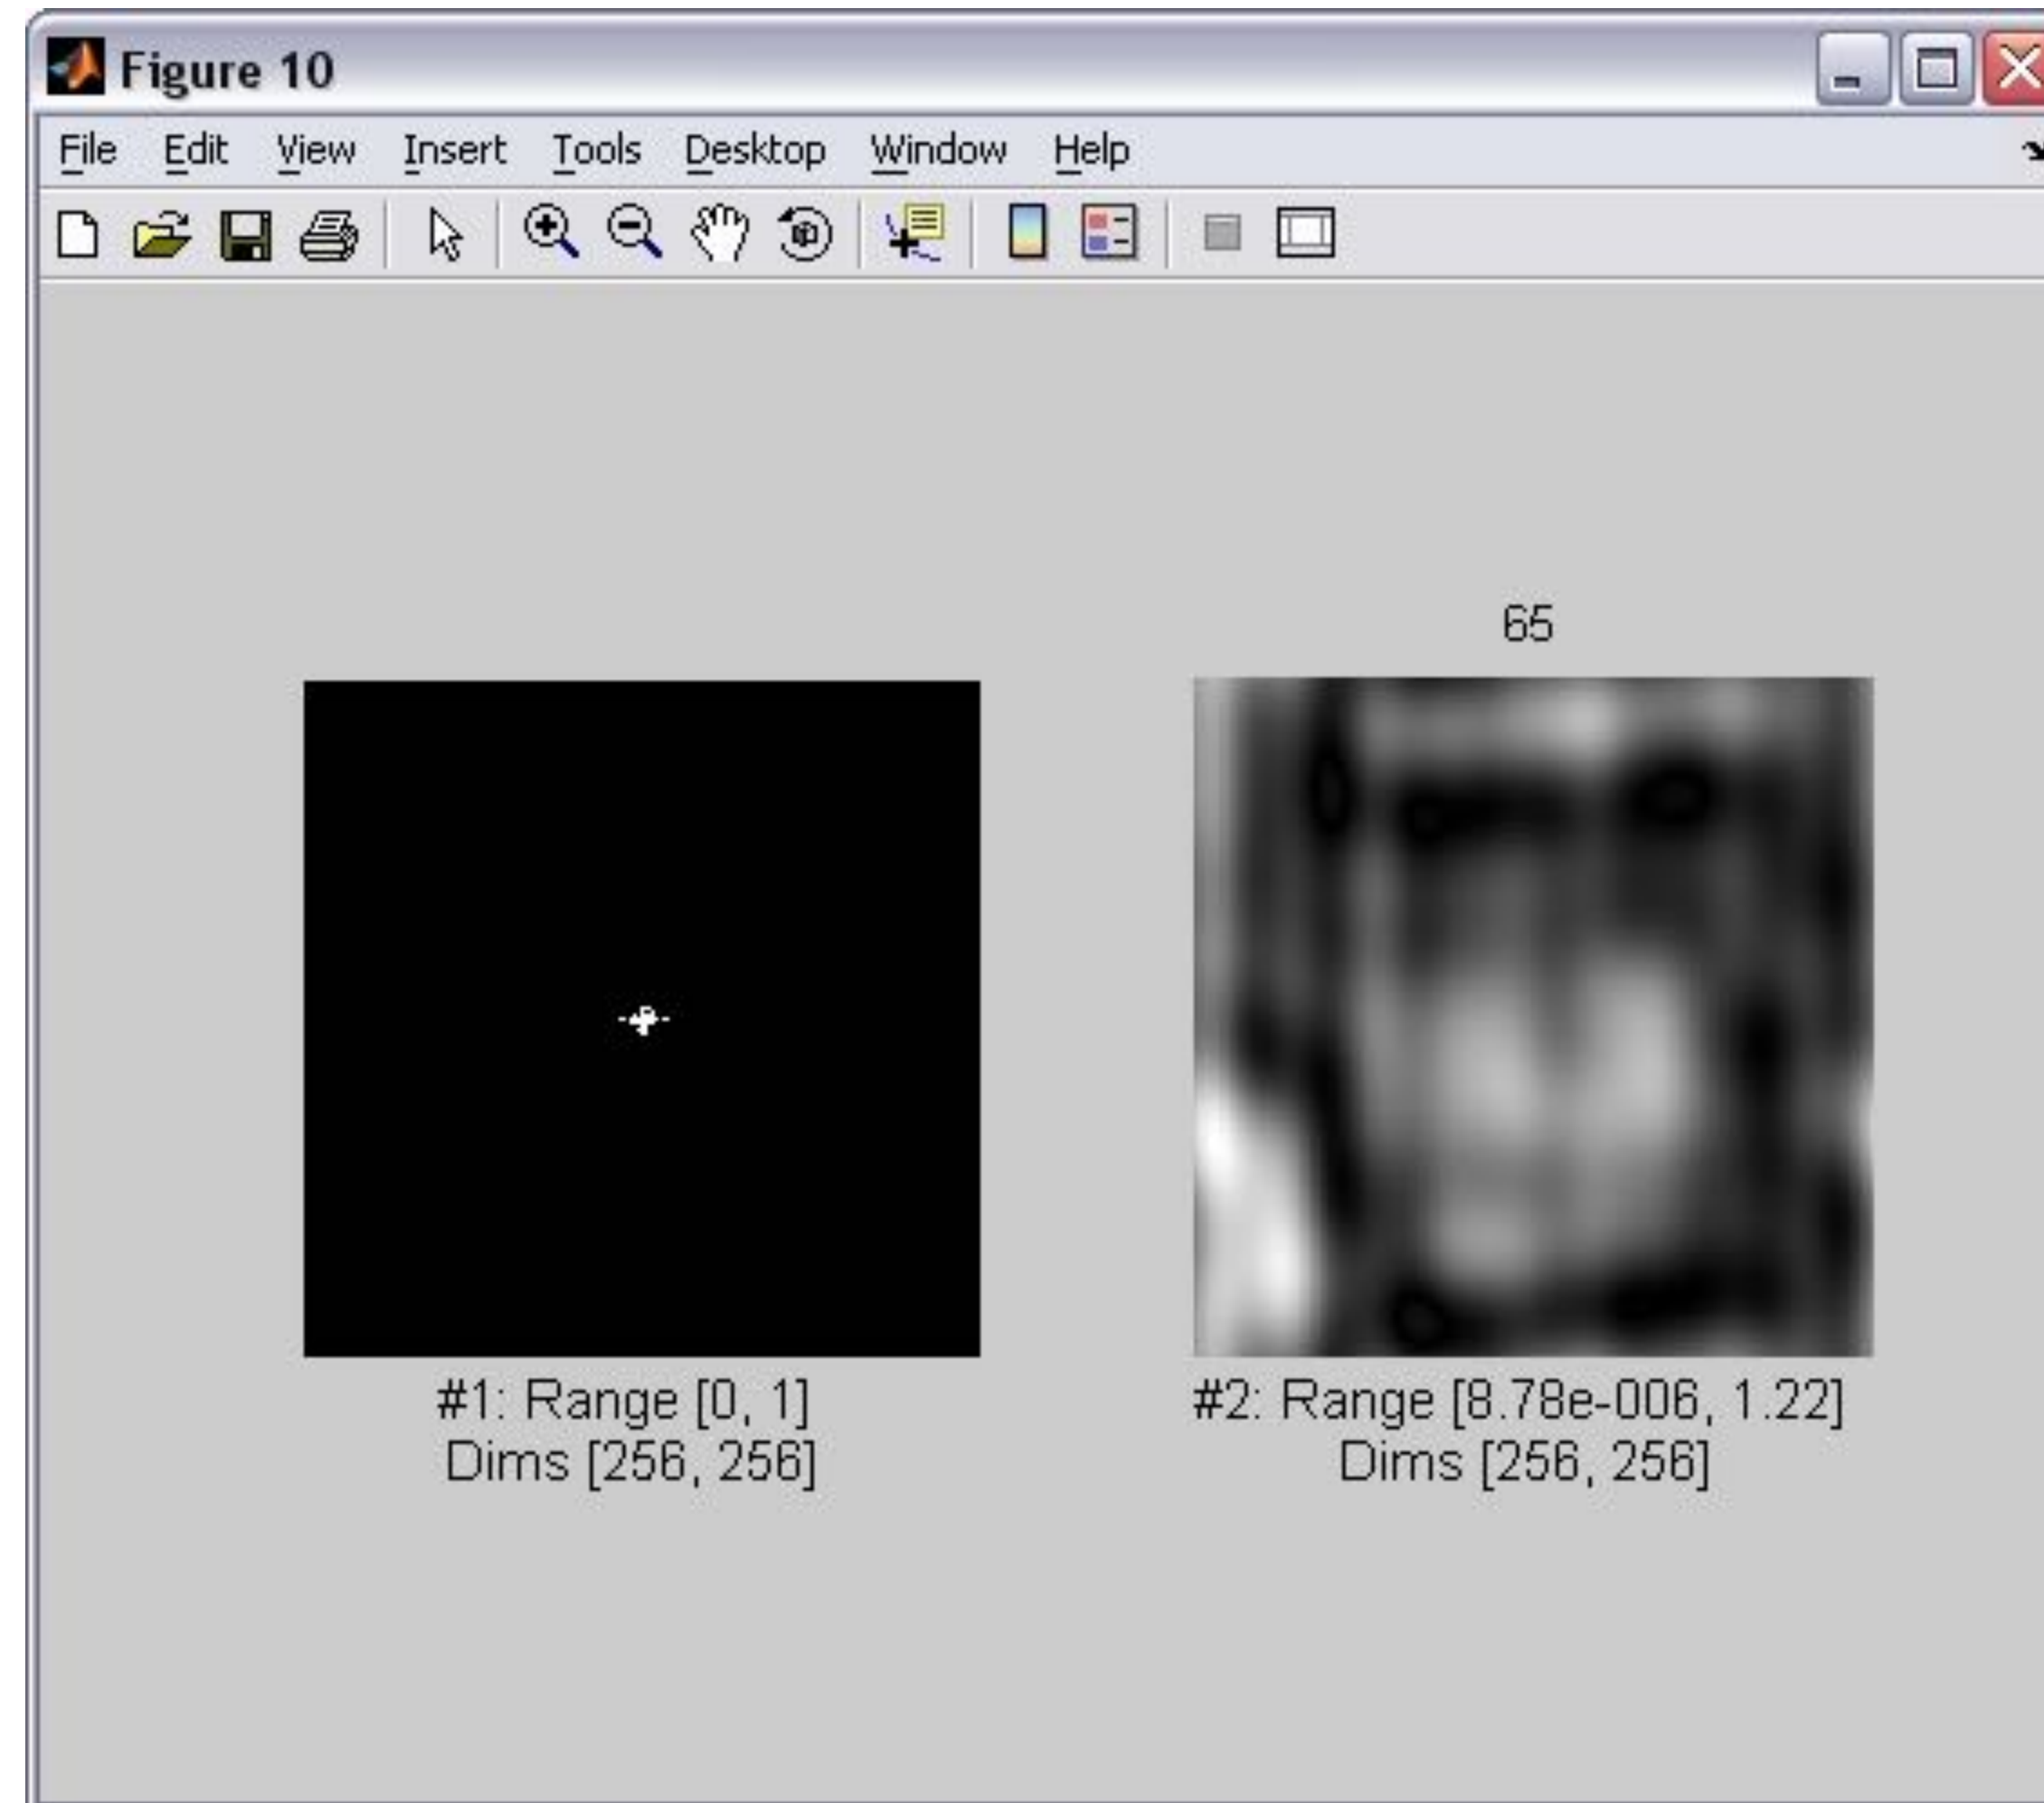 Figure 10
File Edit View Insert Tools Desktop Window Help
65
#1: Range [0, 1]
Dims [256, 256]
#2: Range [8.78e-006, 1.22]
Dims [256, 256]